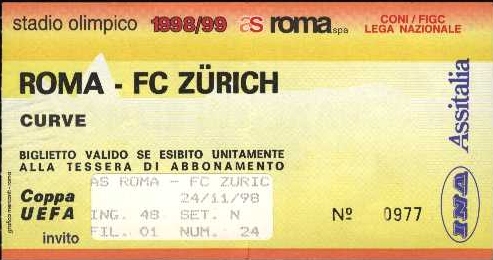 stadio olimpico 1998/99 as roma spa CONI / FIGC
LEGA NAZIONALE
ROMA - FC ZÜRICH
CURVE
BIGLIETTO VALIDO SE ESIBITO UNITAMENTE
ALLA TESSERA DI ABBONAMENTO
AS ROMA - FC ZURIC
Coppa
UEFA
invito
24/11/98
ING. 48 SET. N
FIL. 01 NUM. 24
Nº 0977
Assitalia
INA